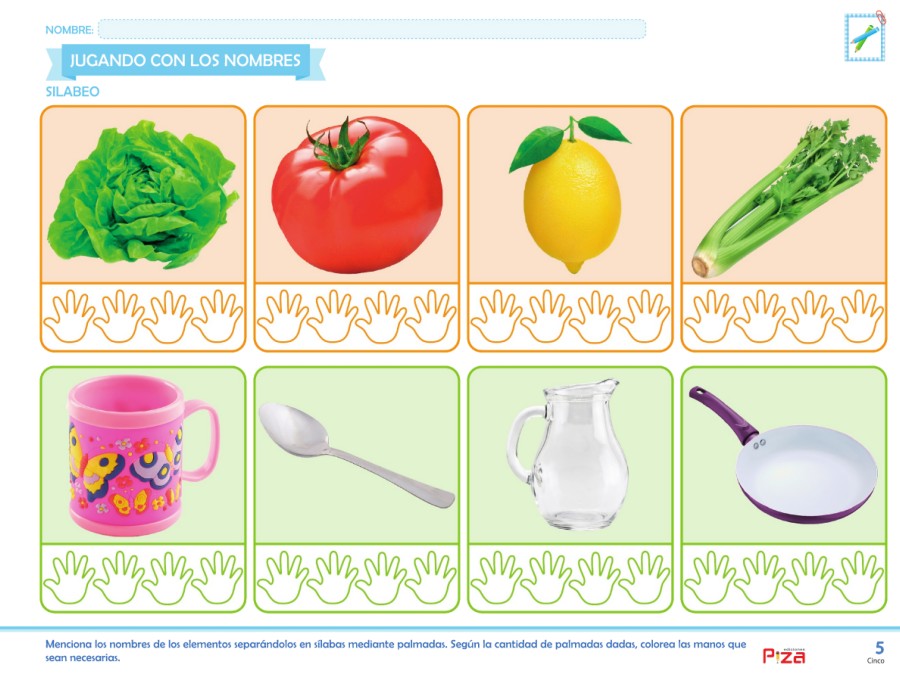 NOMBRE:
JUGANDO CON LOS NOMBRES
SILABEO
Menciona los nombres de los elementos separándolos en sílabas mediante palmadas. Según la cantidad de palmadas dadas, colorea las manos que
sean necesarias.
ediciones
PiZA
5
Cinco